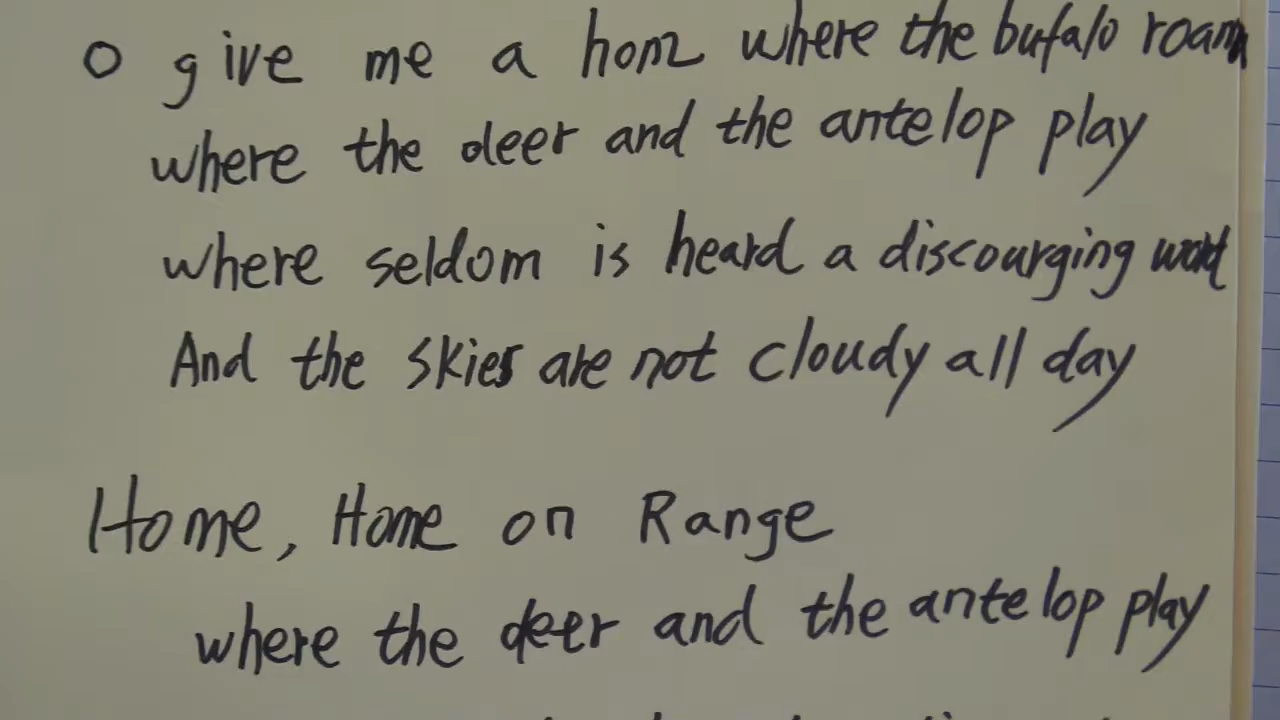 O give me a home where the bufalo roam
where the deer and the antelop play
where seldom is heard a discourging word
And the skies are not cloudy all day
Home, Home on Range
where the deer and the antelop play